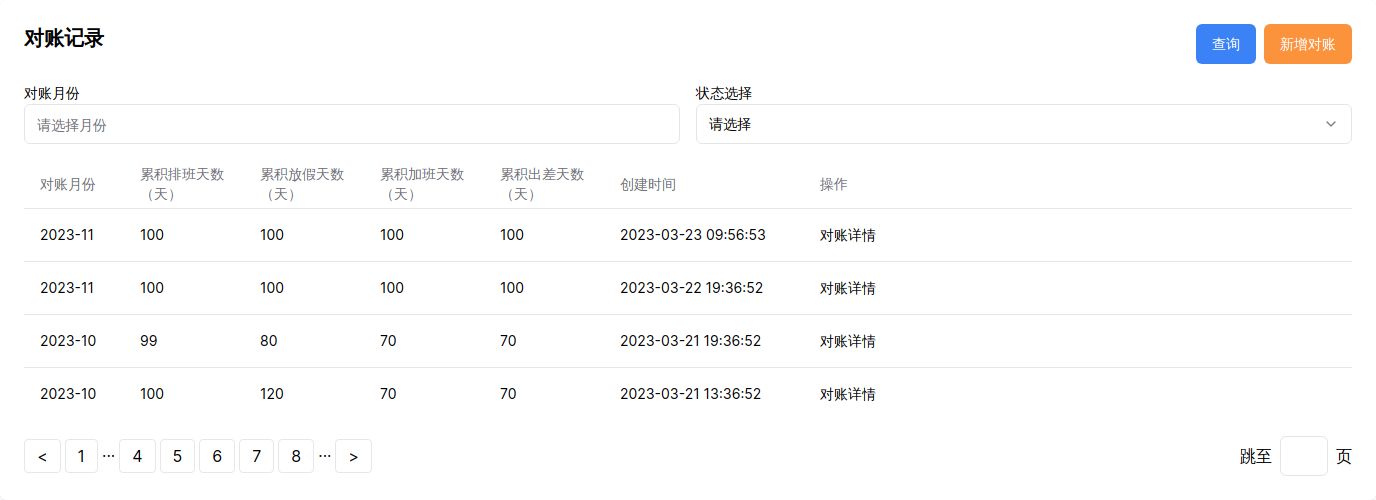 对账记录
查询 新增对账
对账月份 状态选择
请选择月份 请选择
对账月份 累积排班天数（天） 累积放假天数（天） 累积加班天数（天） 累积出差天数（天） 创建时间 操作
2023-11 100 100 100 100 2023-03-23 09:56:53 对账详情
2023-11 100 100 100 100 2023-03-22 19:36:52 对账详情
2023-10 99 80 70 70 2023-03-21 19:36:52 对账详情
2023-10 100 120 70 70 2023-03-21 13:36:52 对账详情
< 1 ··· 4 5 6 7 8 ··· > 跳至 页